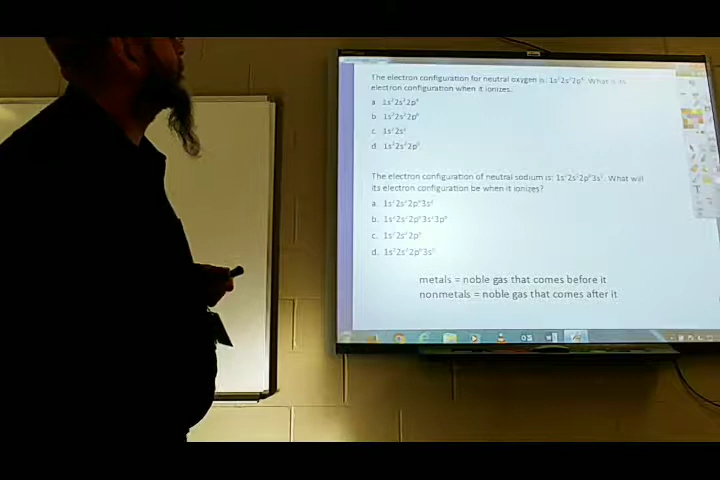 The electron configuration for neutral oxygen is: 1s²2s²2p⁴. What is its
electron configuration when it ionizes.
a 1s²2s²2p⁴
b 1s²2s²2p⁶
c. 1s²2s²
d. 1s²2s²2p⁵
The electron configuration of neutral sodium is: 1s²2s²2p⁶3s¹. What will
its electron configuration be when it ionizes?
a. 1s²2s²2p⁶3s²
b. 1s²2s²2p⁶3s²3p⁶
c. 1s²2s²2p⁶
d. 1s²2s²2p⁶3s¹
metals = noble gas that comes before it
nonmetals = noble gas that comes after it